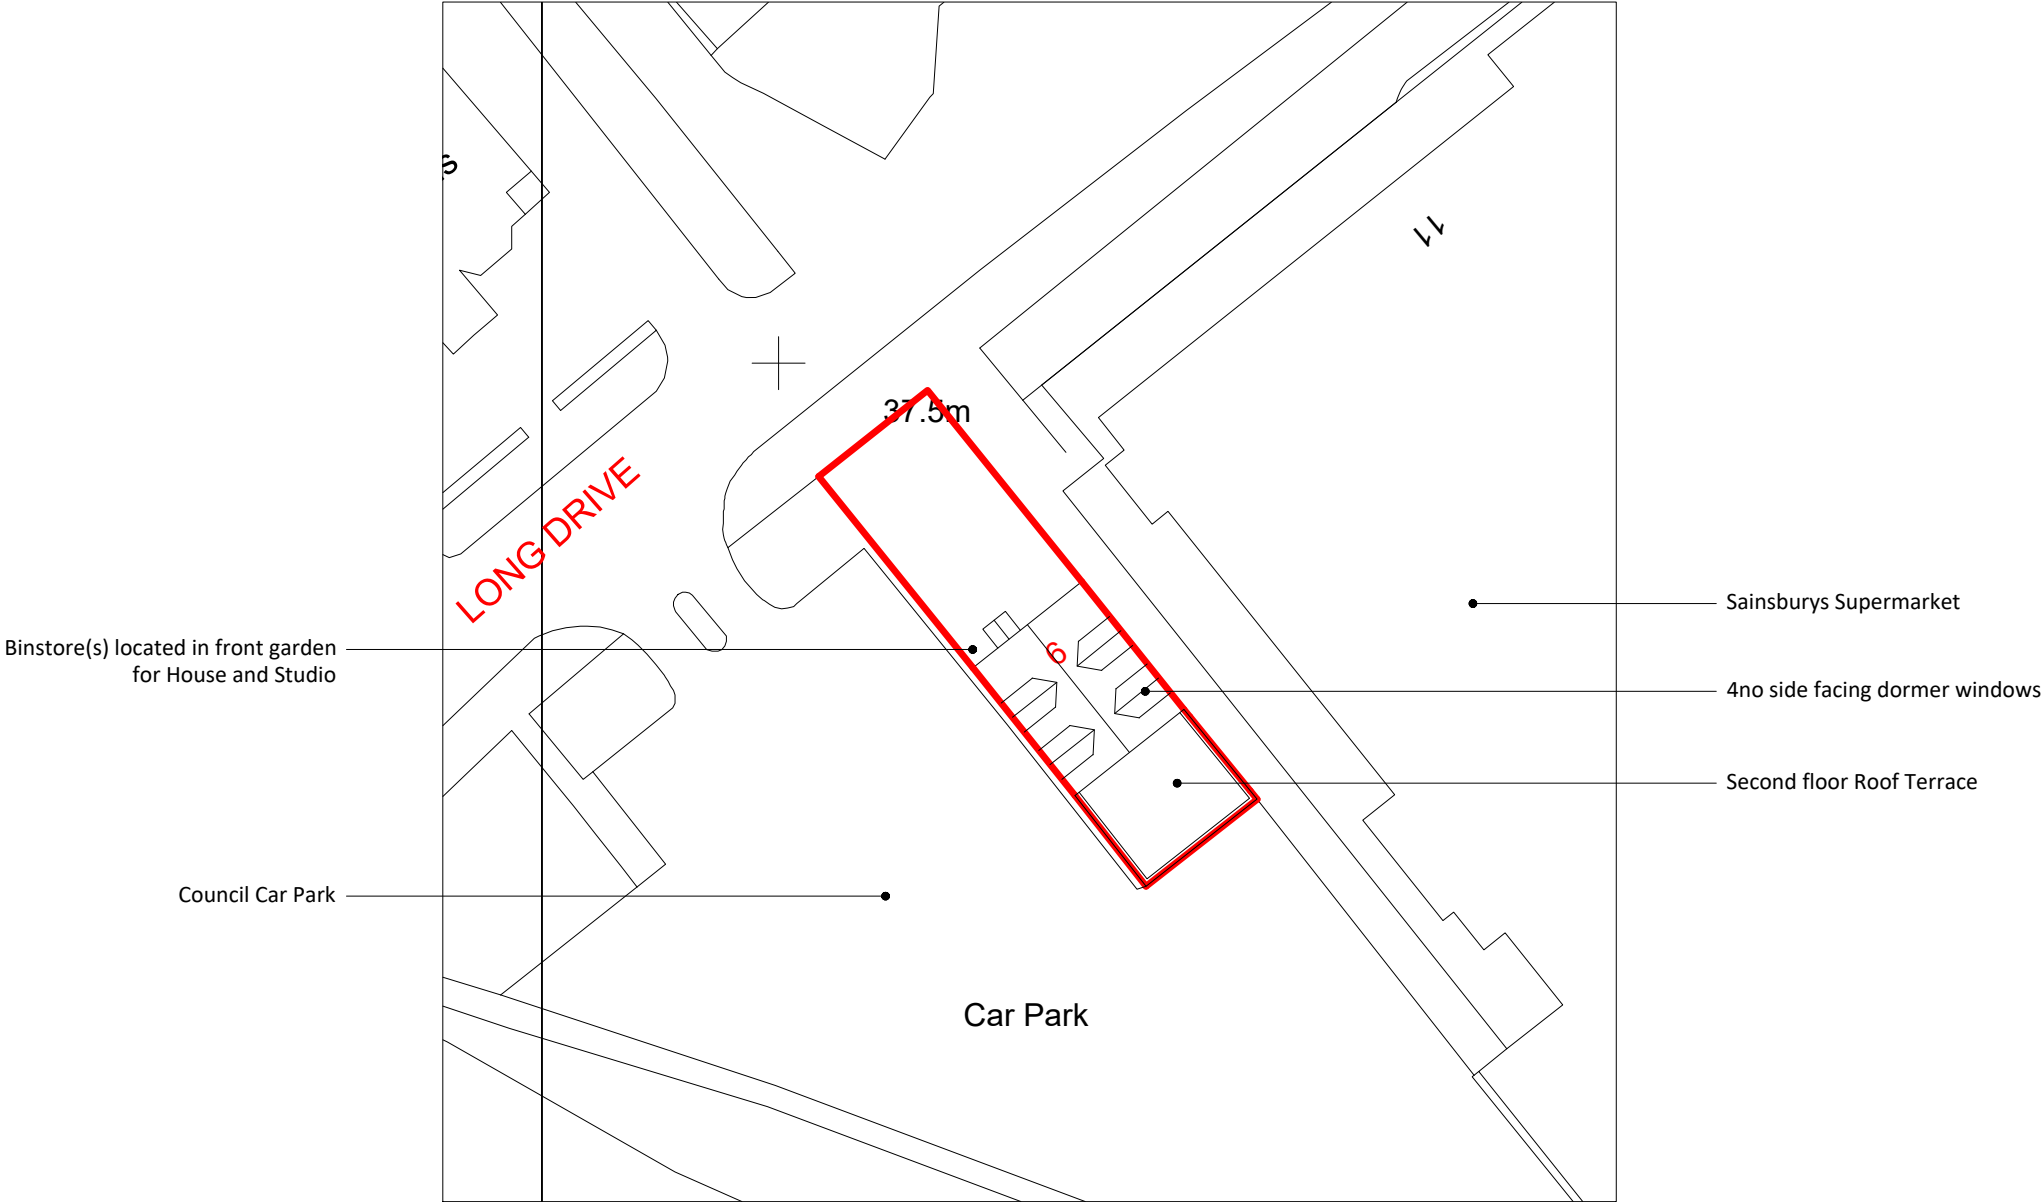 11
37.5m
LONG DRIVE
Sainsburys Supermarket
Binstore(s) located in front garden
for House and Studio
6
4no side facing dormer windows
Second floor Roof Terrace
Council Car Park
Car Park